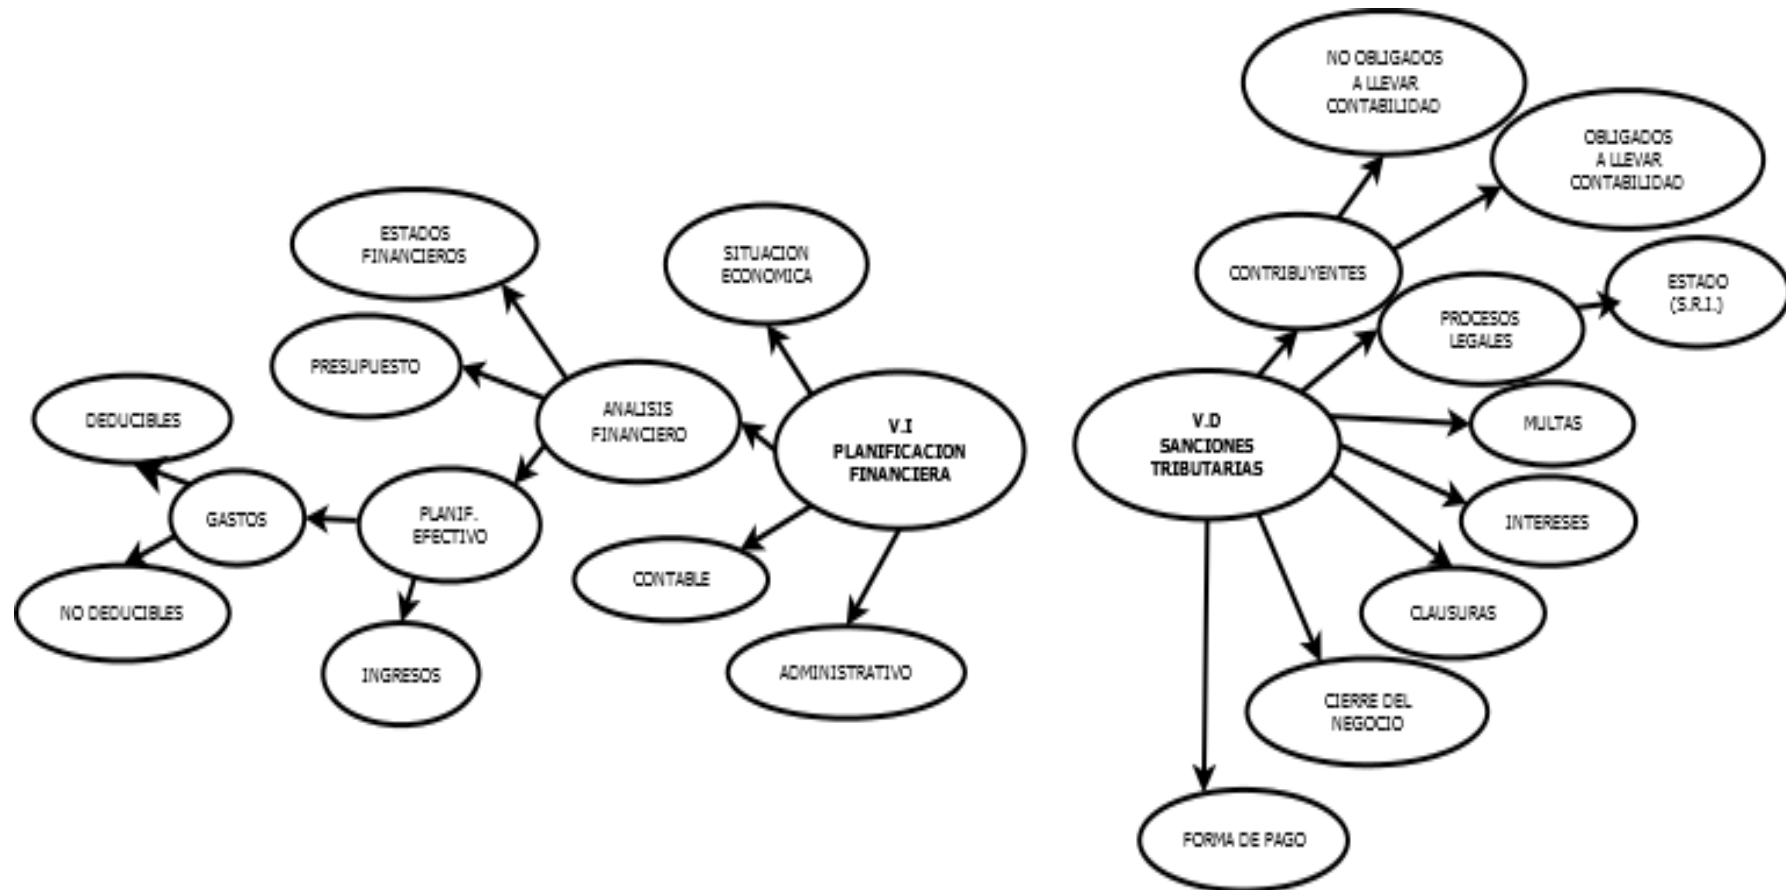 ESTADOS
FINANCIEROS
SITUACION
ECONOMICA
PRESUPUESTO
DEDUCIBLES
ANALISIS
FINANCIERO
V.I
PLANIFICACION
FINANCIERA
GASTOS
PLANIF.
EFECTIVO
NO DEDUCIBLES
CONTABLE
INGRESOS
ADMINISTRATIVO
NO OBLIGADOS
A LLEVAR
CONTABILIDAD
OBLIGADOS
A LLEVAR
CONTABILIDAD
CONTRIBUYENTES
PROCESOS
LEGALES
ESTADO
(S.R.I.)
V.D
SANCIONES
TRIBUTARIAS
MULTAS
INTERESES
CLAUSURAS
CIERRE DEL
NEGOCIO
FORMA DE PAGO